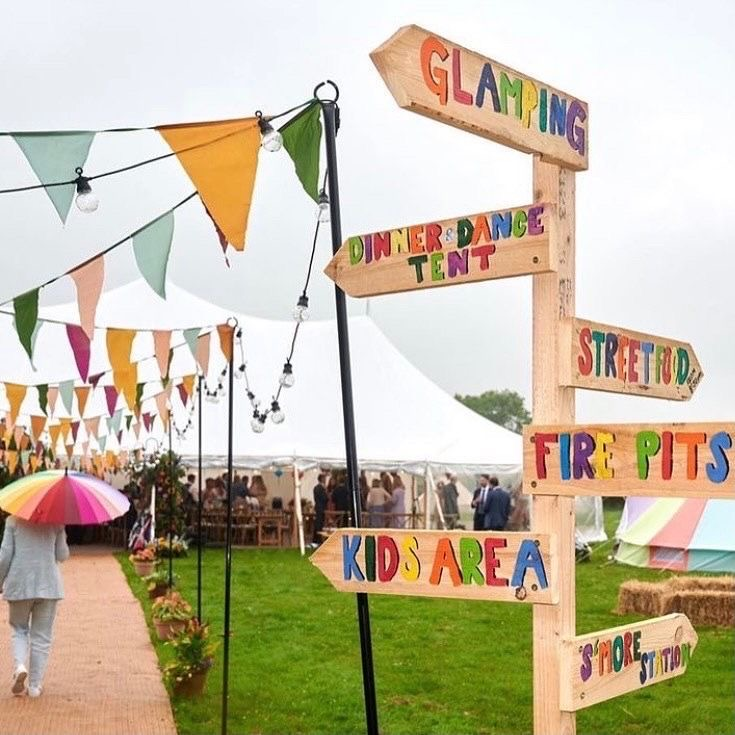 GLAMPING
DINNER & DANCE
TENT
STREET FOOD
FIRE PITS
KIDS AREA
'S'MORE
STATION